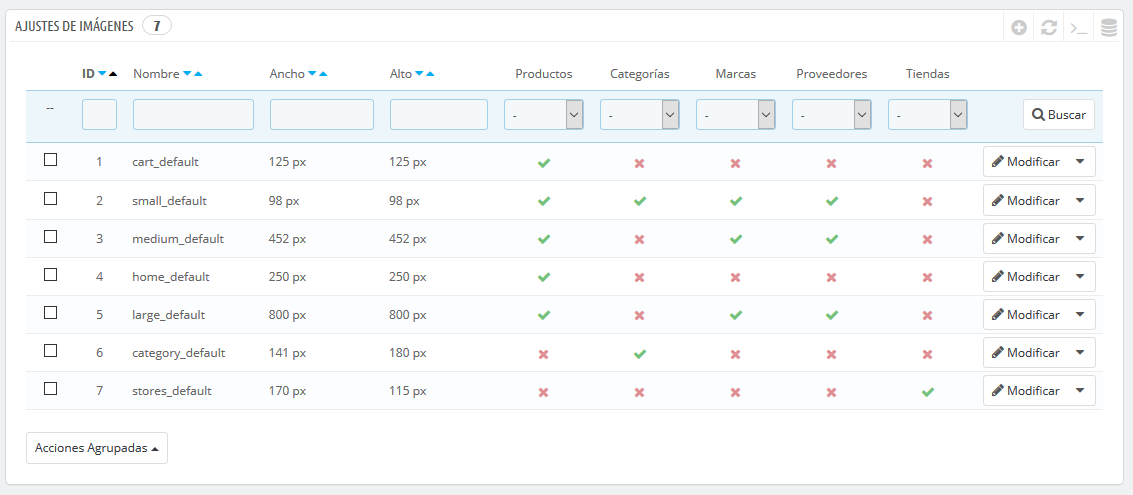 AJUSTES DE IMÁGENES 7
ID Nombre Ancho Alto Productos Categorías Marcas Proveedores Tiendas
-- - - - - - Buscar
1 cart_default 125 px 125 px Modificar
2 small_default 98 px 98 px Modificar
3 medium_default 452 px 452 px Modificar
4 home_default 250 px 250 px Modificar
5 large_default 800 px 800 px Modificar
6 category_default 141 px 180 px Modificar
7 stores_default 170 px 115 px Modificar
Acciones Agrupadas